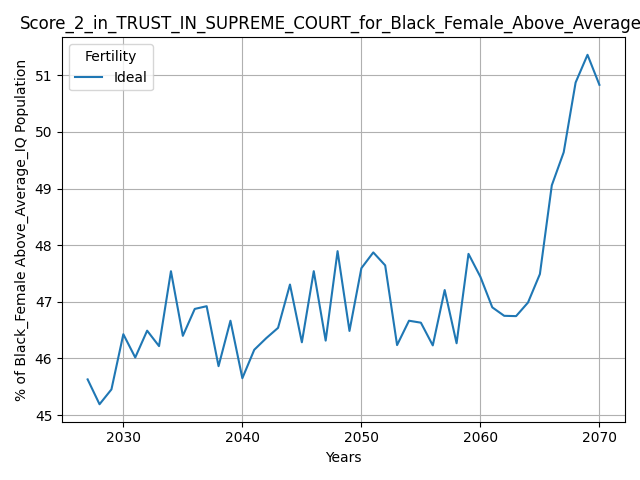 Score_2_in_TRUST_IN_SUPREME_COURT_for_Black_Female_Above_Average
% of Black_Female Above_Average_IQ Population
Fertility
Ideal
51
50
49
48
47
46
45
2030
2040
2050
2060
2070
Years